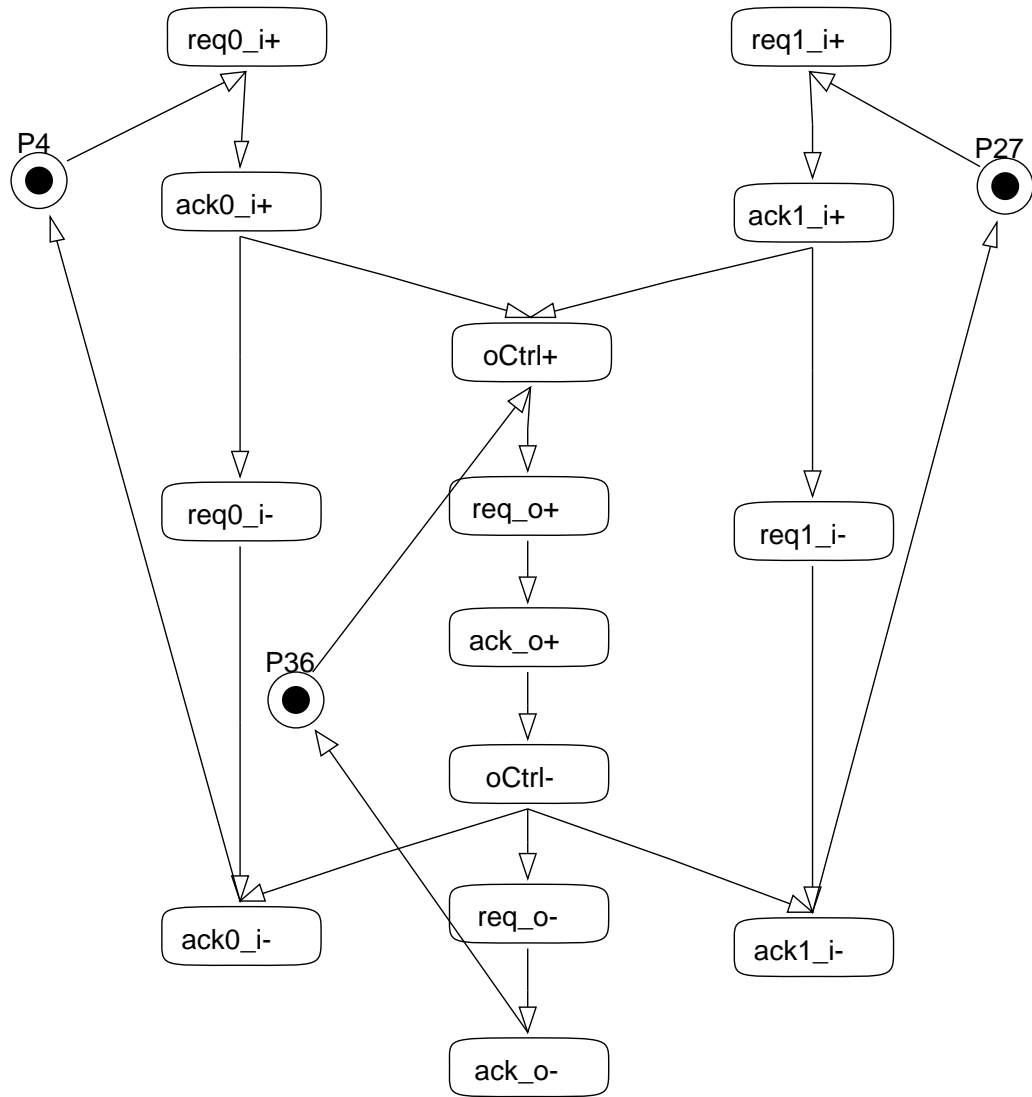 req0_i+
req1_i+
P4
P27
ack0_i+
ack1_i+
oCtrl+
req0_i-
req_o+
req1_i-
ack_o+
P36
oCtrl-
ack0_i-
req_o-
ack1_i-
ack_o-